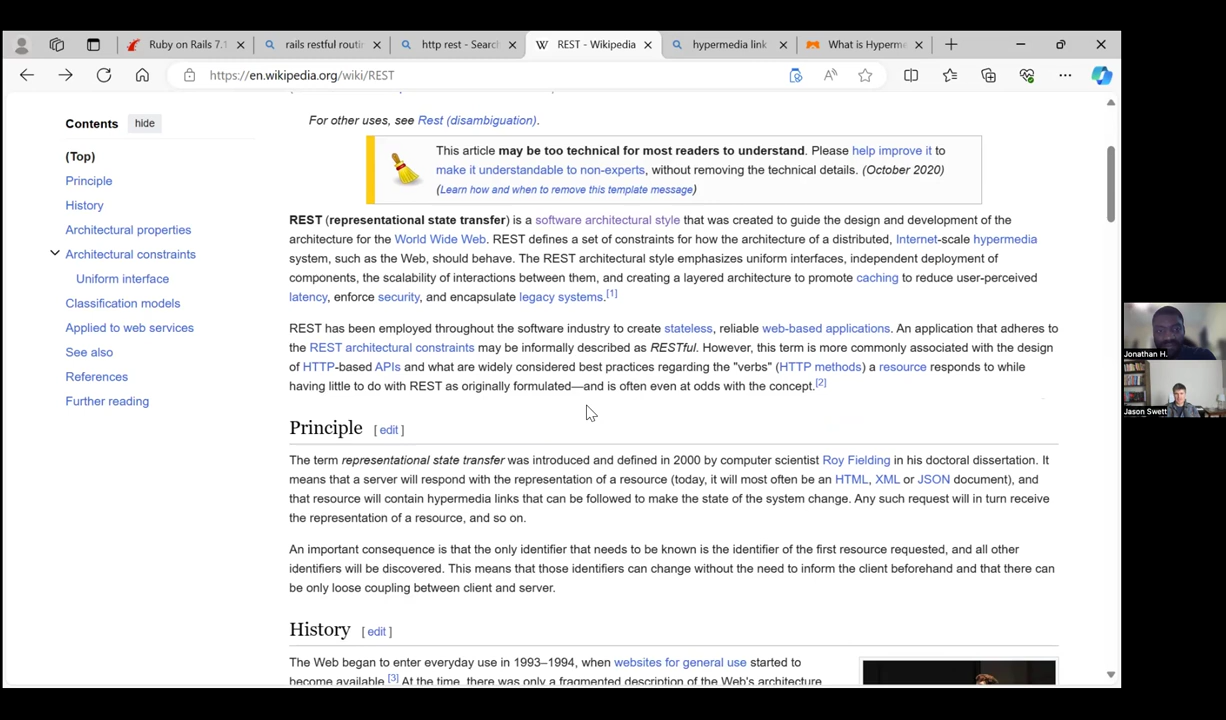 Ruby on Rails 7.1
rails restful routin
http rest - Search
REST - Wikipedia
hypermedia link
What is Hyperme
https://en.wikipedia.org/wiki/REST
Contents
hide
(Top)
Principle
History
Architectural properties
Architectural constraints
Uniform interface
Classification models
Applied to web services
See also
References
Further reading
For other uses, see Rest (disambiguation).
This article may be too technical for most readers to understand. Please help improve it to
make it understandable to non-experts, without removing the technical details. (October 2020)
(Learn how and when to remove this template message)
REST (representational state transfer) is a software architectural style that was created to guide the design and development of the
architecture for the World Wide Web. REST defines a set of constraints for how the architecture of a distributed, Internet-scale hypermedia
system, such as the Web, should behave. The REST architectural style emphasizes uniform interfaces, independent deployment of
components, the scalability of interactions between them, and creating a layered architecture to promote caching to reduce user-perceived
latency, enforce security, and encapsulate legacy systems.[1]
REST has been employed throughout the software industry to create stateless, reliable web-based applications. An application that adheres to
the REST architectural constraints may be informally described as RESTful. However, this term is more commonly associated with the design
of HTTP-based APIs and what are widely considered best practices regarding the "verbs" (HTTP methods) a resource responds to while
having little to do with REST as originally formulated—and is often even at odds with the concept.[2]
Principle [ edit ]
The term representational state transfer was introduced and defined in 2000 by computer scientist Roy Fielding in his doctoral dissertation. It
means that a server will respond with the representation of a resource (today, it will most often be an HTML, XML or JSON document), and
that resource will contain hypermedia links that can be followed to make the state of the system change. Any such request will in turn receive
the representation of a resource, and so on.
An important consequence is that the only identifier that needs to be known is the identifier of the first resource requested, and all other
identifiers will be discovered. This means that those identifiers can change without the need to inform the client beforehand and that there can
be only loose coupling between client and server.
History [ edit ]
The Web began to enter everyday use in 1993–1994, when websites for general use started to
become available.[3] At the time, there was only a fragmented description of the Web's architecture
Jonathan H.
Jason Swett